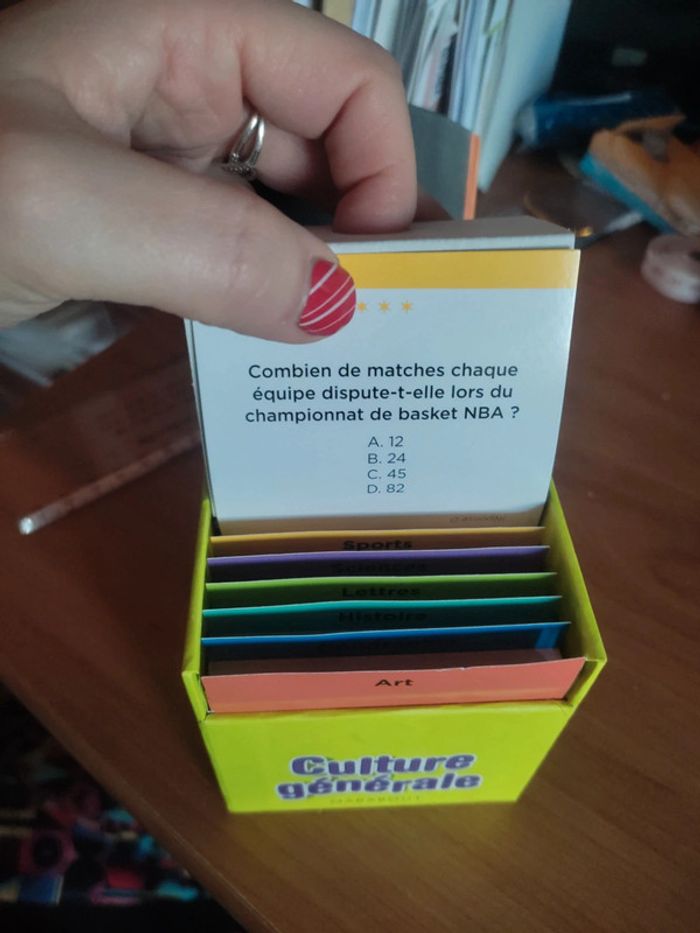 Combien de matches chaque
équipe dispute-t-elle lors du
championnat de basket NBA ?
A. 12
B. 24
C. 45
D. 82
Sports
Sciences
Lettres
Histoire
Art
Culture
générale
MARABOUT